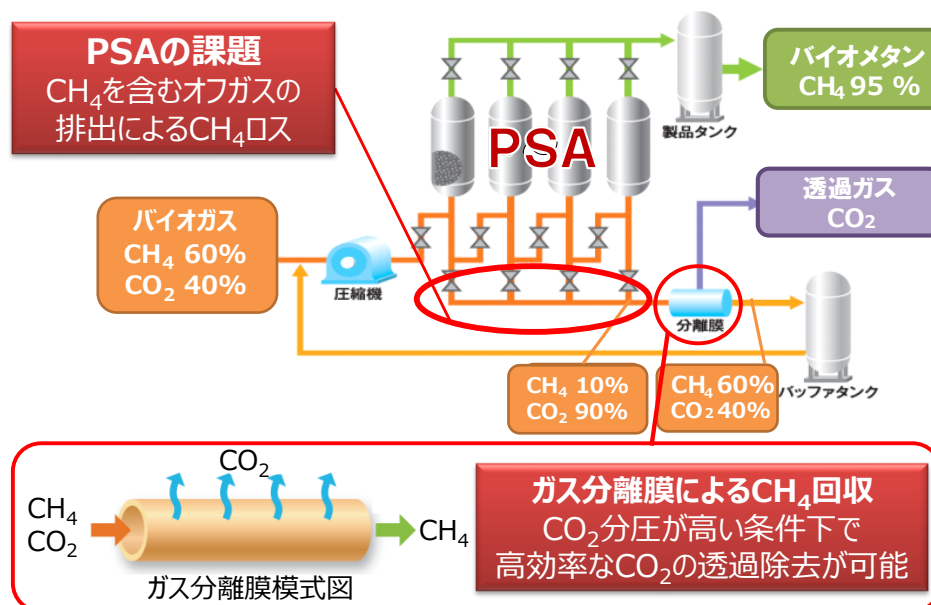 PSAの課題
CH₄を含むオフガスの
排出によるCH₄ロス
PSA
製品タンク
バイオメタン
CH₄ 95 %
透過ガス
CO₂
バイオガス
CH₄ 60%
CO₂ 40%
圧縮機
分離膜
バッファタンク
CH₄ 10%
CO₂ 90%
CH₄ 60%
CO₂ 40%
CO₂
CH₄
CO₂
CH₄
ガス分離膜模式図
ガス分離膜によるCH₄回収
CO₂分圧が高い条件下で
高効率なCO₂の透過除去が可能